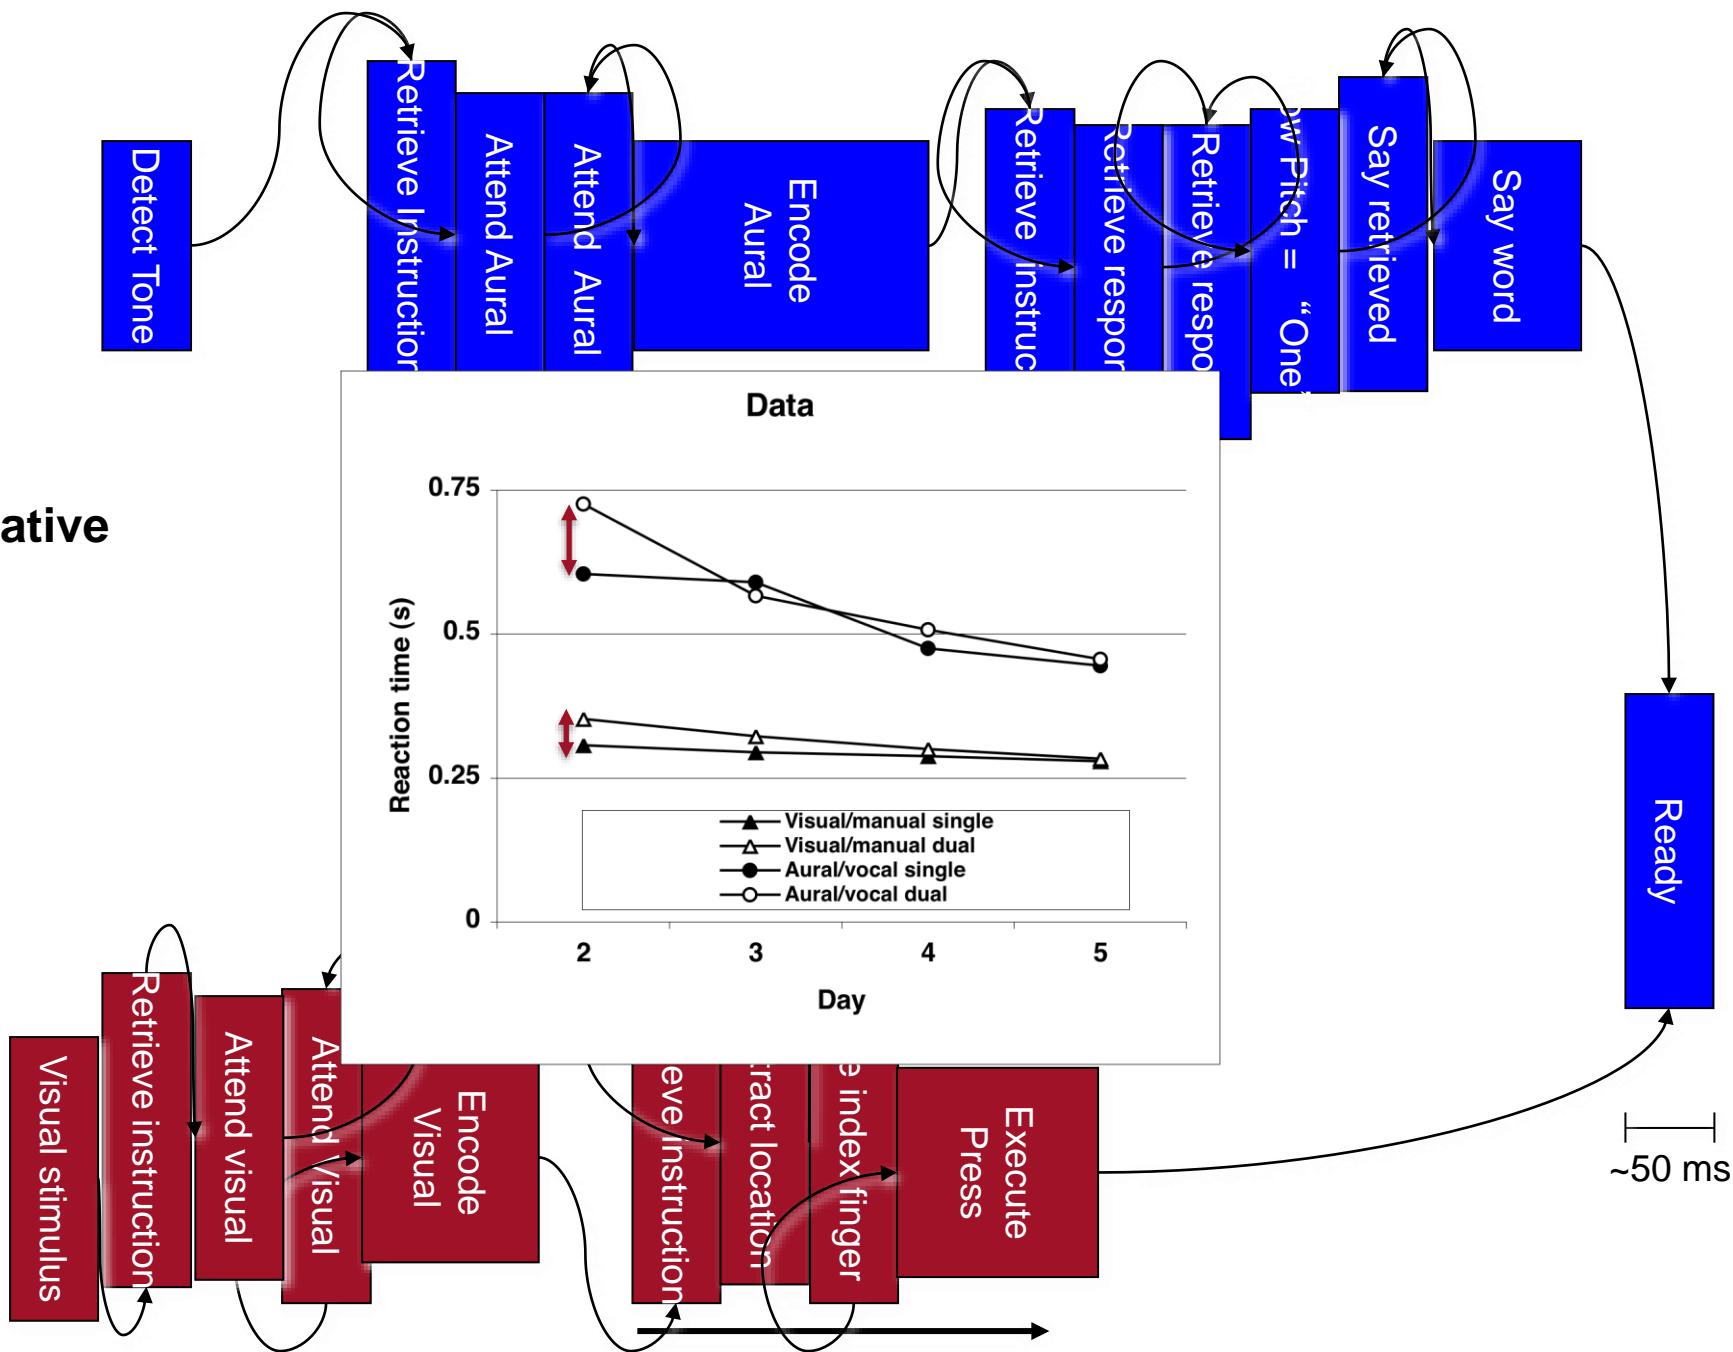 Detect Tone
Retrieve Instruction
Attend Aural
Attend Aural
Encode
Aural
Retrieve instruc
Retrieve respon
Retrieve respo
ow Pitch =
“One”
Say retrieved
Say word
Data
0.75
0.5
0.25
0
Reaction time (s)
Visual/manual single
Visual/manual dual
Aural/vocal single
Aural/vocal dual
2 3 4 5
Day
ative
Ready
~50 ms
Visual stimulus
Retrieve instruction
Attend visual
Attend Visual
Encode
Visual
eve instruction
tract location
e index finger
Execute
Press